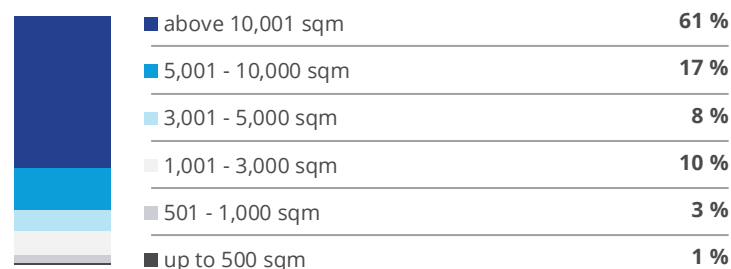 above 10,001 sqm 61 %
5,001 - 10,000 sqm 17 %
3,001 - 5,000 sqm 8 %
1,001 - 3,000 sqm 10 %
501 - 1,000 sqm 3 %
up to 500 sqm 1 %